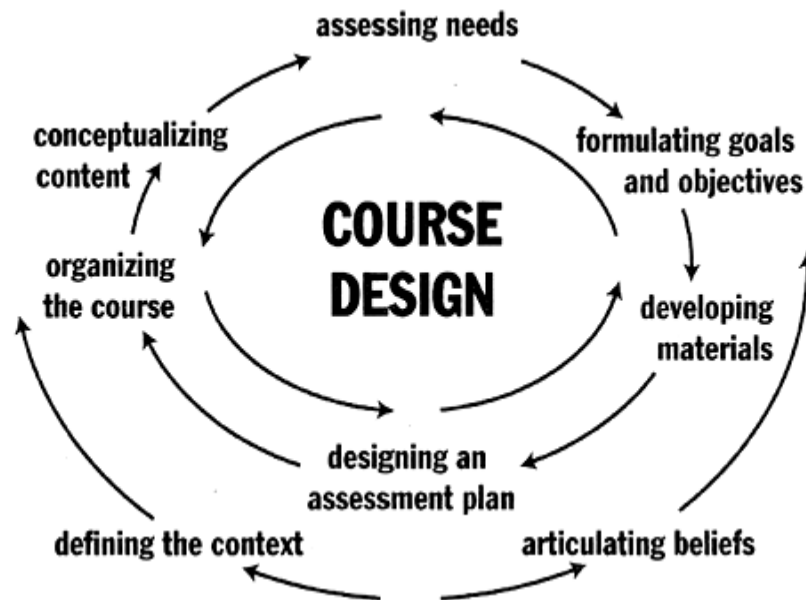 assessing needs
conceptualizing
content
formulating goals
and objectives
COURSE
DESIGN
organizing
the course
developing
materials
designing an
assessment plan
defining the context
articulating beliefs